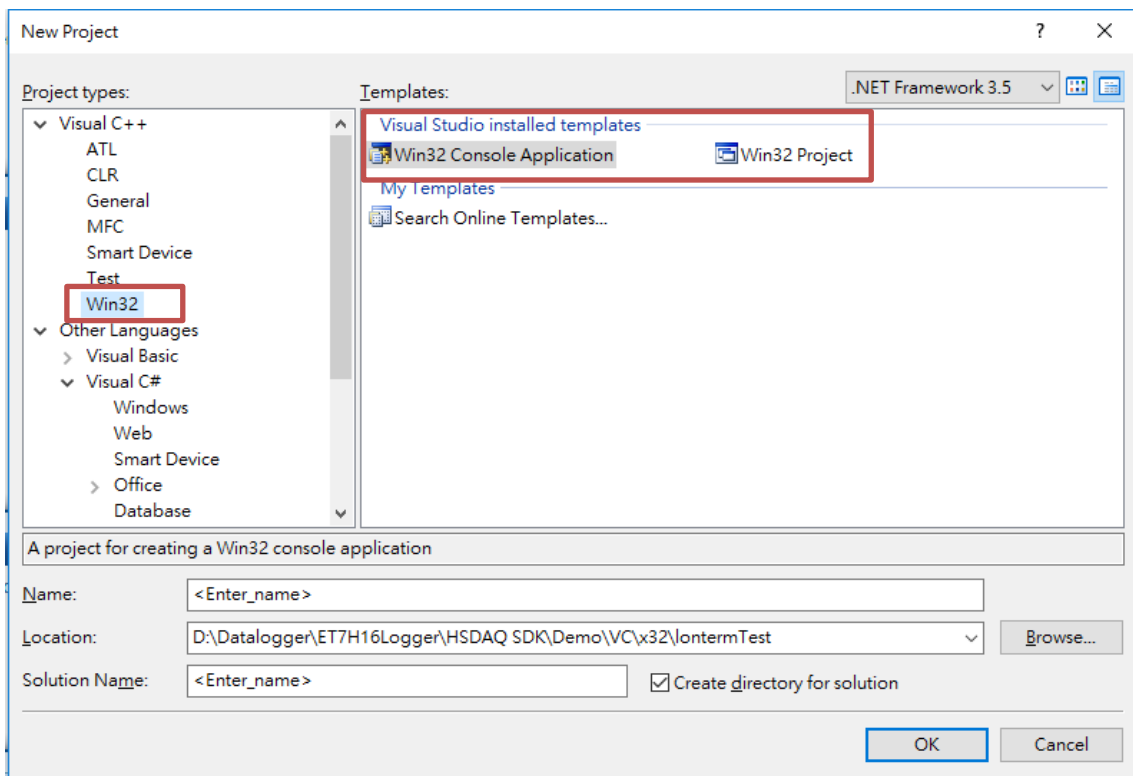 New Project
?
Project types:
Templates:
.NET Framework 3.5
Visual C++
ATL
CLR
General
MFC
Smart Device
Test
Win32
Other Languages
Visual Basic
Visual C#
Windows
Web
Smart Device
Office
Database
Visual Studio installed templates
Win32 Console Application
Win32 Project
My Templates
Search Online Templates...
A project for creating a Win32 console application
Name:
<Enter_name>
Location:
D:\Datalogger\ET7H16Logger\HSDAQ SDK\Demo\VC\x32\lontermTest
Browse...
Solution Name:
<Enter_name>
Create directory for solution
OK
Cancel